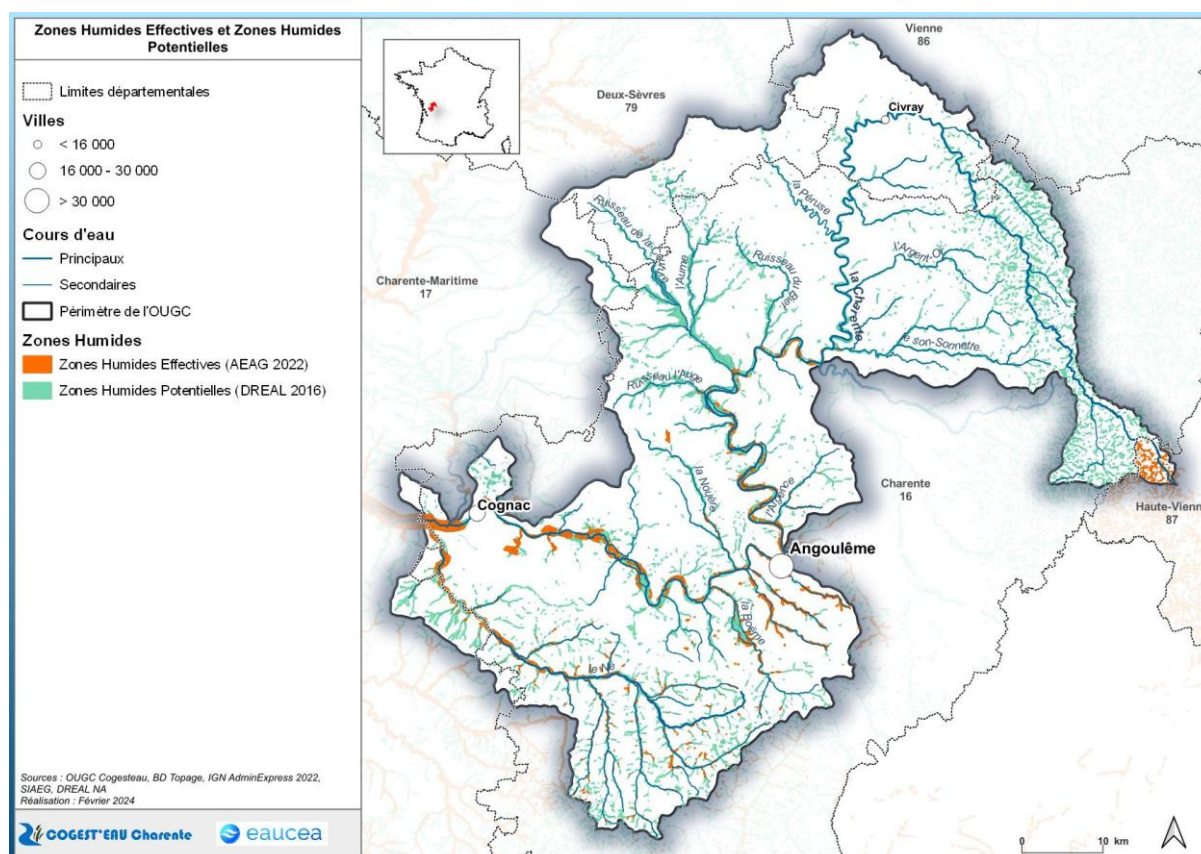 Zones Humides Effectives et Zones Humides
Potentielles
Limites départementales
Villes
< 16 000
16 000 - 30 000
> 30 000
Cours d'eau
Principaux
Secondaires
Périmètre de l'OUGC
Zones Humides
Zones Humides Effectives (AEAG 2022)
Zones Humides Potentielles (DREAL 2016)
Sources : OUGC Cogesteau, BD Topage, IGN AdminExpress 2022,
SIAEG, DREAL NA
Réalisation : Février 2024
COGEST'EAU Charente
eaucea
Vienne
86
Deux-Sèvres
79
Civray
la Péruse
Ruisseau de la
l'Aume
Ruisseau du Bief
l'Argent-Or
la Charente
Charente-Maritime
17
le son-Sonnette
Ruisseau l'Auge
la Nouère
l'Argence
Charente
16
Haute-Vienne
87
Cognac
Angoulême
la Boëme
le Né
0
10 km